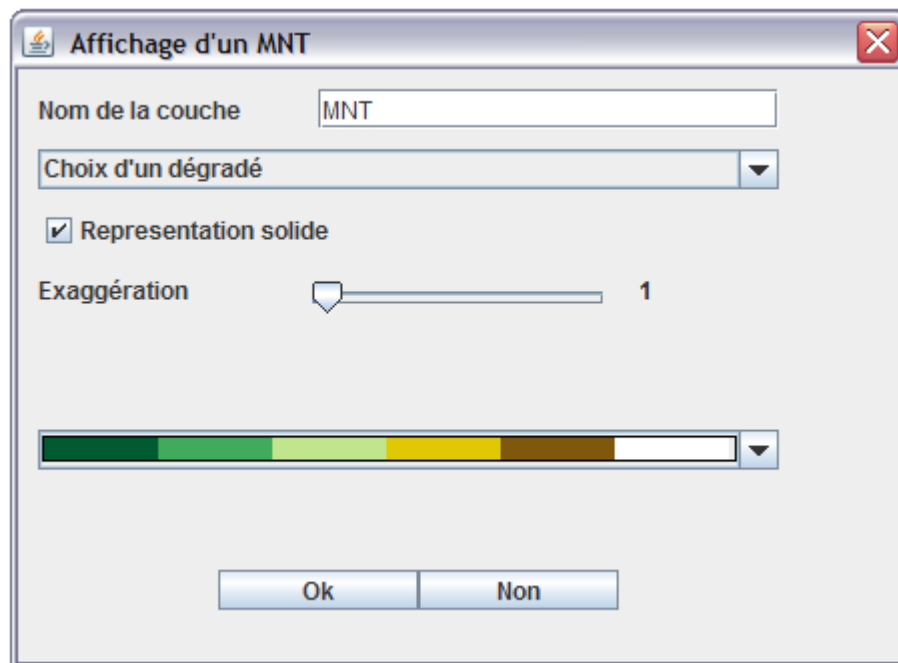 Affichage d'un MNT
Nom de la couche MNT
Choix d'un dégradé
Representation solide
Exaggération 1
Ok Non